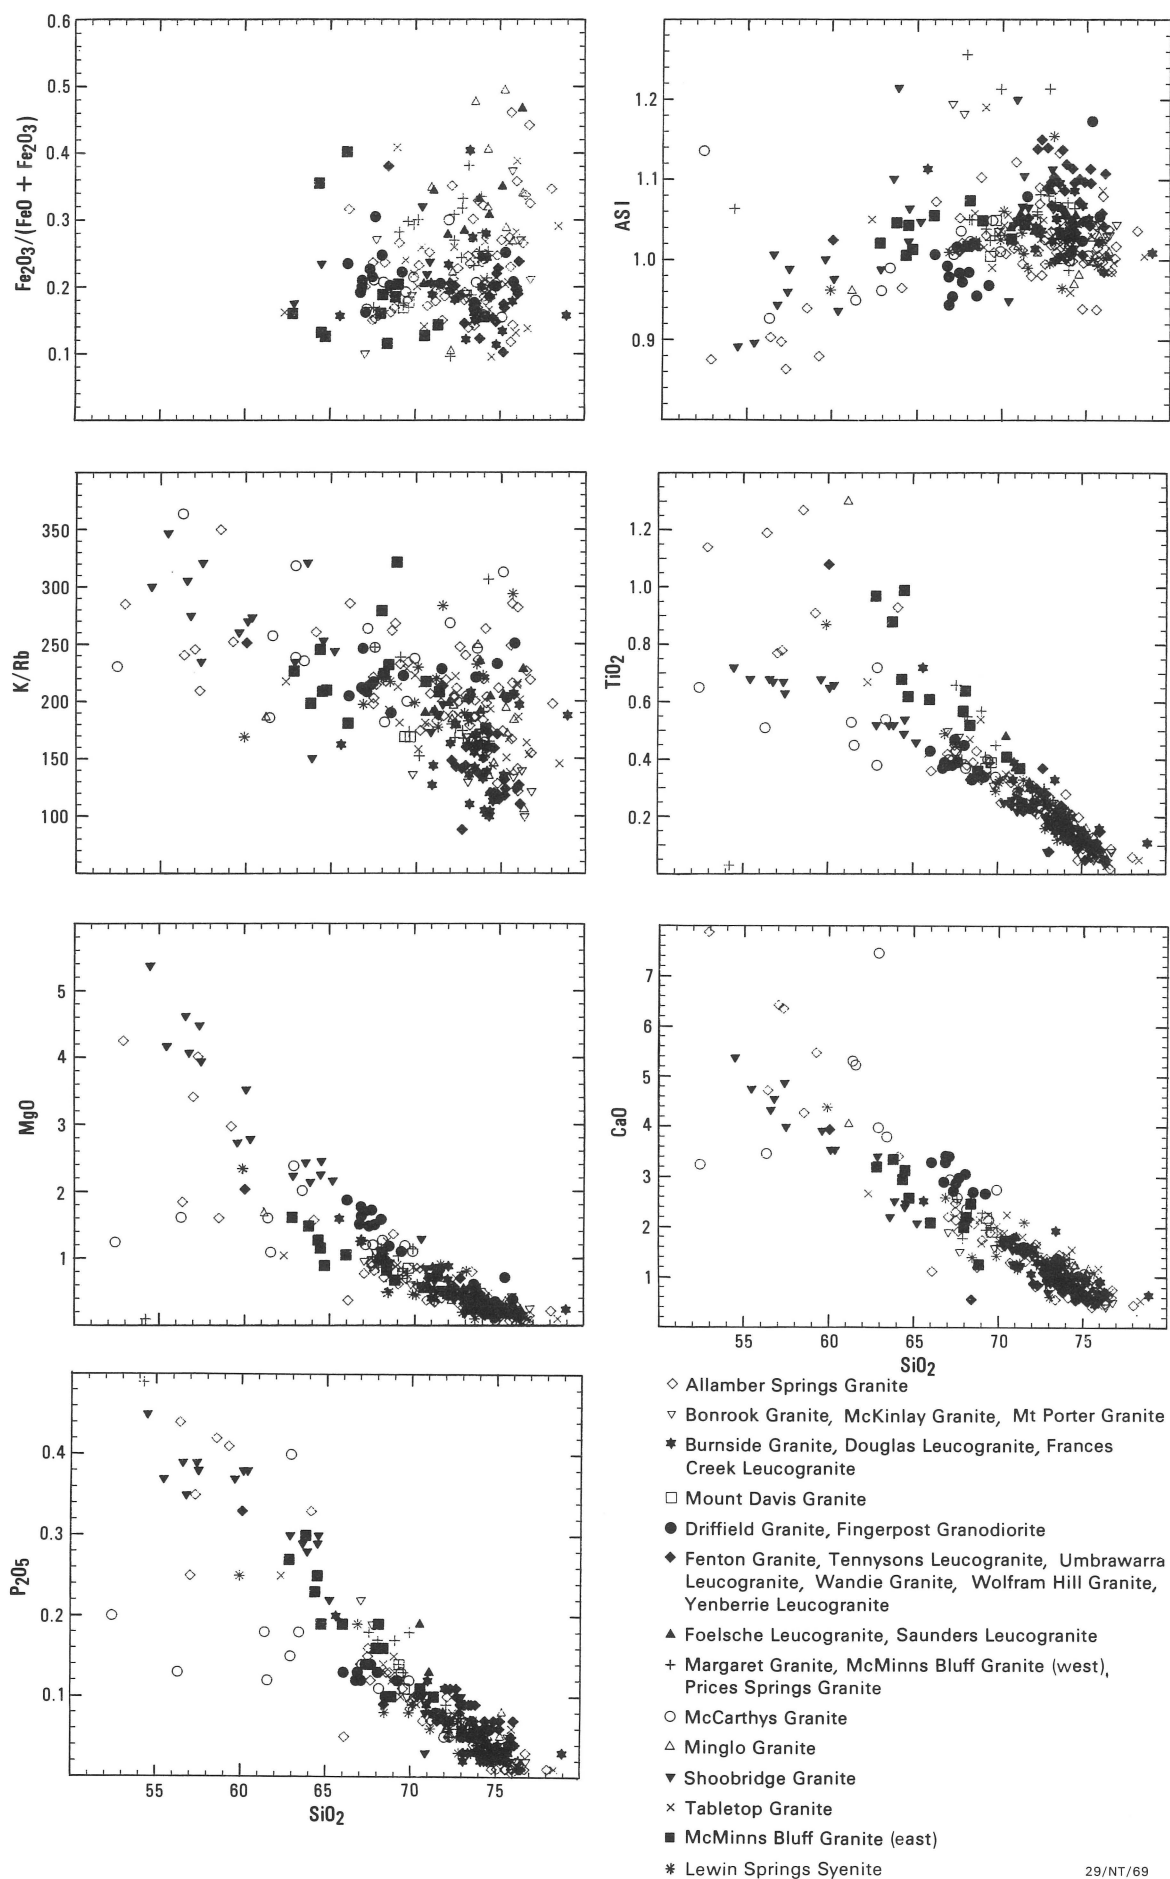 0.6
0.5
0.4
0.3
0.2
0.1
Fe2O3/(FeO + Fe2O3)
1.2
1.1
1.0
0.9
ASI
350
300
250
200
150
100
K/Rb
1.2
1.0
0.8
0.6
0.4
0.2
TiO2
5
4
3
2
1
MgO
7
6
5
4
3
2
1
CaO
55 60 65 70 75
SiO2
0.4
0.3
0.2
0.1
P2O5
55 60 65 70 75
SiO2
Allamber Springs Granite
Bonrook Granite, McKinlay Granite, Mt Porter Granite
Burnside Granite, Douglas Leucogranite, Frances
Creek Leucogranite
Mount Davis Granite
Driffield Granite, Fingerpost Granodiorite
Fenton Granite, Tennysons Leucogranite, Umbrawarra
Leucogranite, Wandie Granite, Wolfram Hill Granite,
Yenberrie Leucogranite
Foelsche Leucogranite, Saunders Leucogranite
Margaret Granite, McMinns Bluff Granite (west),
Prices Springs Granite
McCarthys Granite
Minglo Granite
Shoobridge Granite
Tabletop Granite
McMinns Bluff Granite (east)
Lewin Springs Syenite
29/NT/69